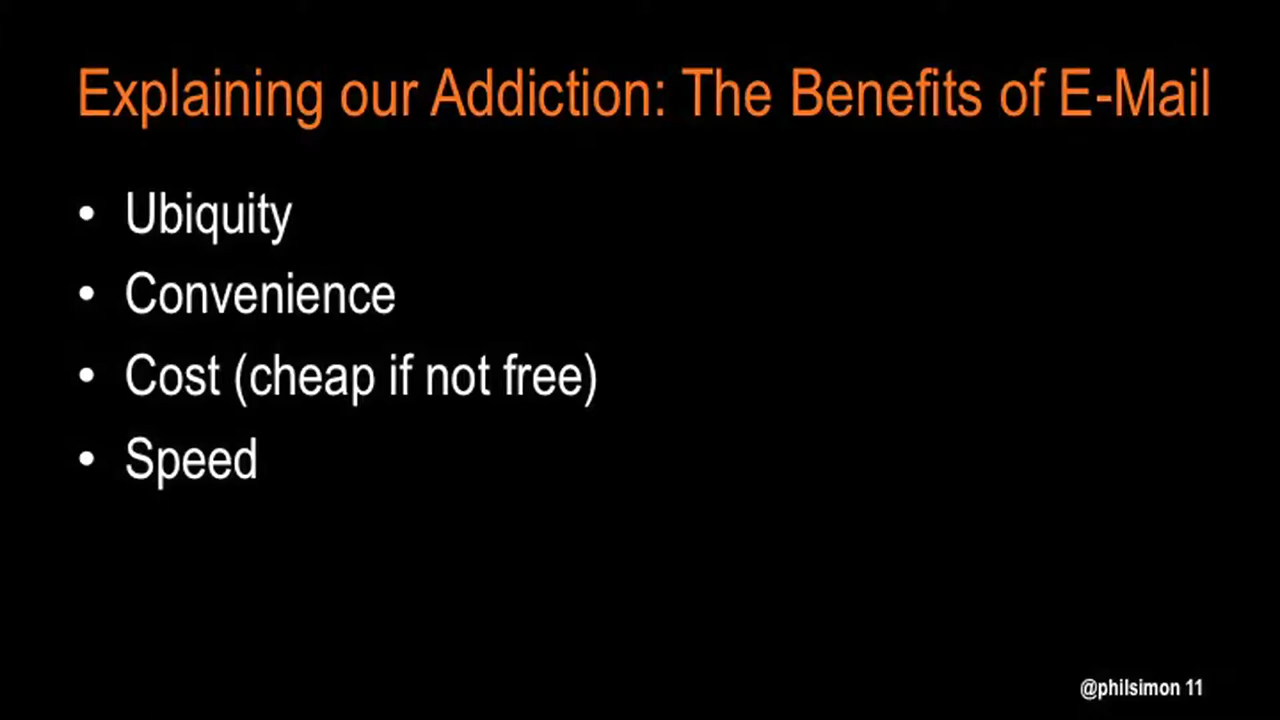 Explaining our Addiction: The Benefits of E-Mail
• Ubiquity
• Convenience
• Cost (cheap if not free)
• Speed
@philsimon 11